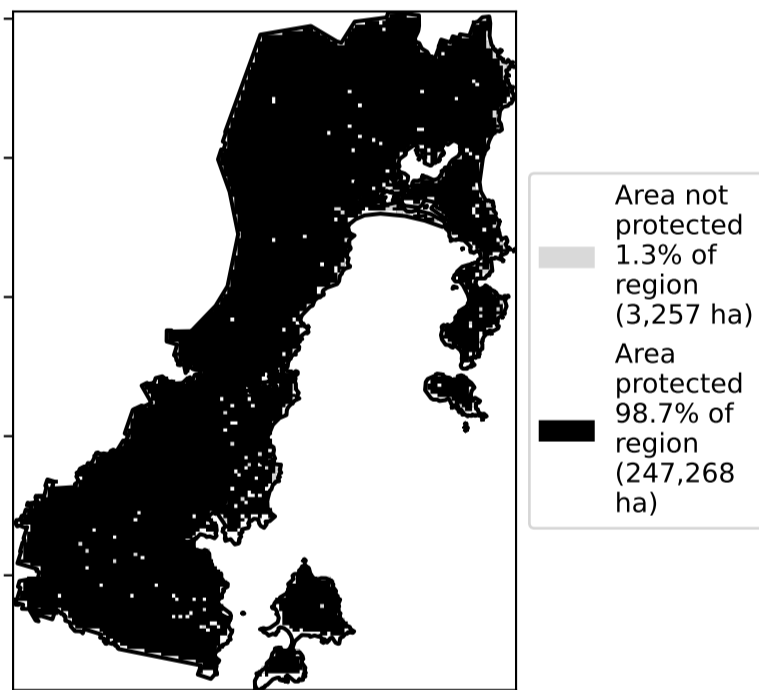 Area not
protected
1.3% of
region
(3,257 ha)
Area
protected
98.7% of
region
(247,268
ha)